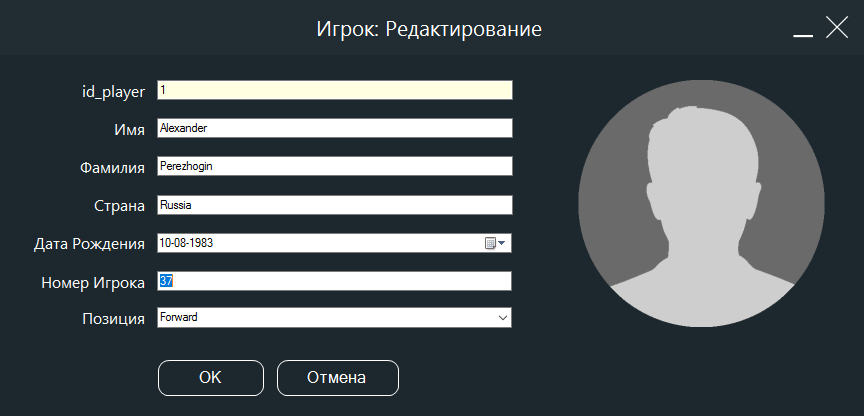 Игрок: Редактирование
id_player 1
Имя Alexander
Фамилия Perezhogin
Страна Russia
Дата Рождения 10-08-1983
Номер Игрока 37
Позиция Forward
OK Отмена